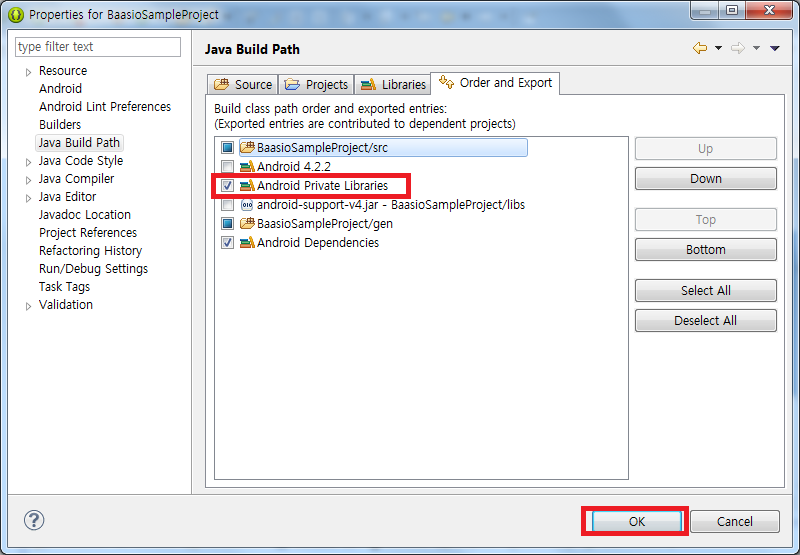 Properties for BaasioSampleProject
type filter text
Resource
Android
Android Lint Preferences
Builders
Java Build Path
Java Code Style
Java Compiler
Java Editor
Javadoc Location
Project References
Refactoring History
Run/Debug Settings
Task Tags
Validation
Java Build Path
Source Projects Libraries Order and Export
Build class path order and exported entries:
(Exported entries are contributed to dependent projects)
BaasioSampleProject/src
Android 4.2.2
Android Private Libraries
android-support-v4.jar - BaasioSampleProject/libs
BaasioSampleProject/gen
Android Dependencies
Up
Down
Top
Bottom
Select All
Deselect All
?
OK Cancel